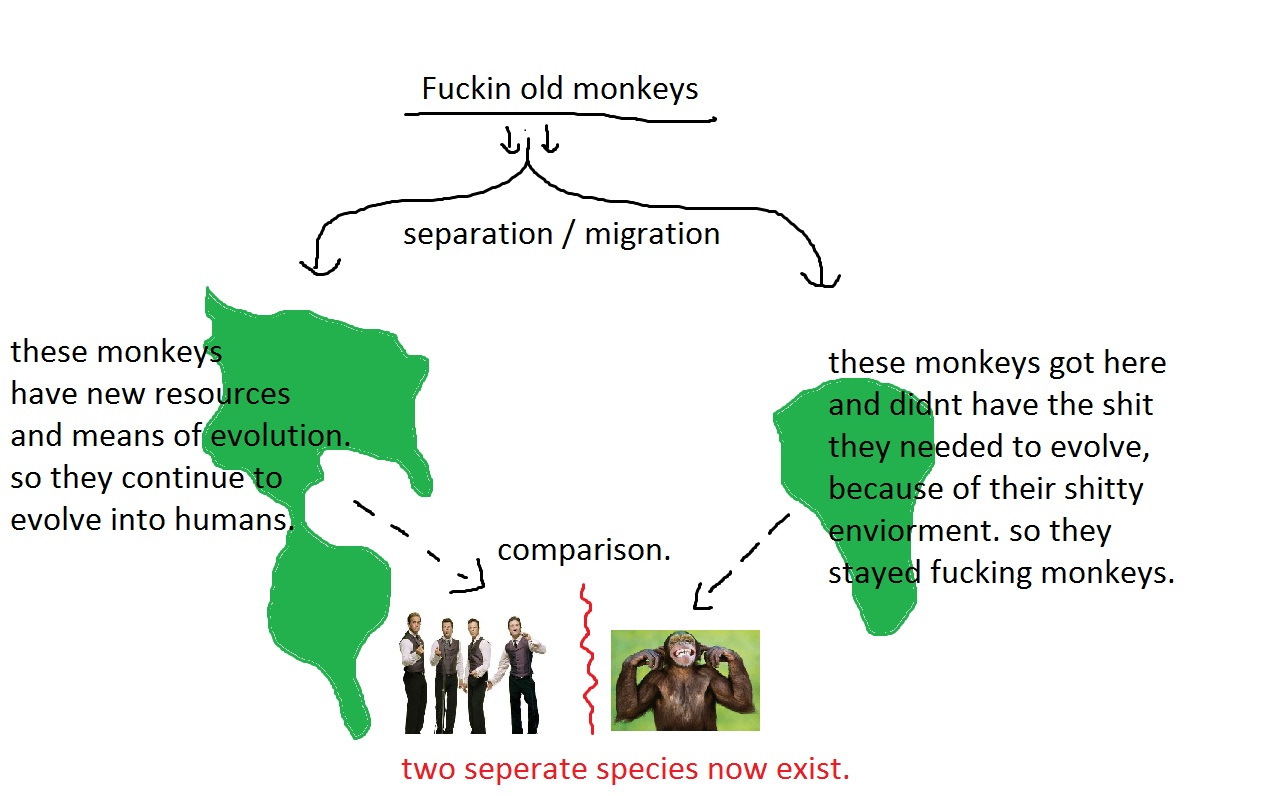 Fuckin old monkeys
separation / migration
these monkeys
have new resources
and means of evolution.
so they continue to
evolve into humans.
these monkeys got here
and didnt have the shit
they needed to evolve,
because of their shitty
enviorment. so they
stayed fucking monkeys.
comparison.
two seperate species now exist.